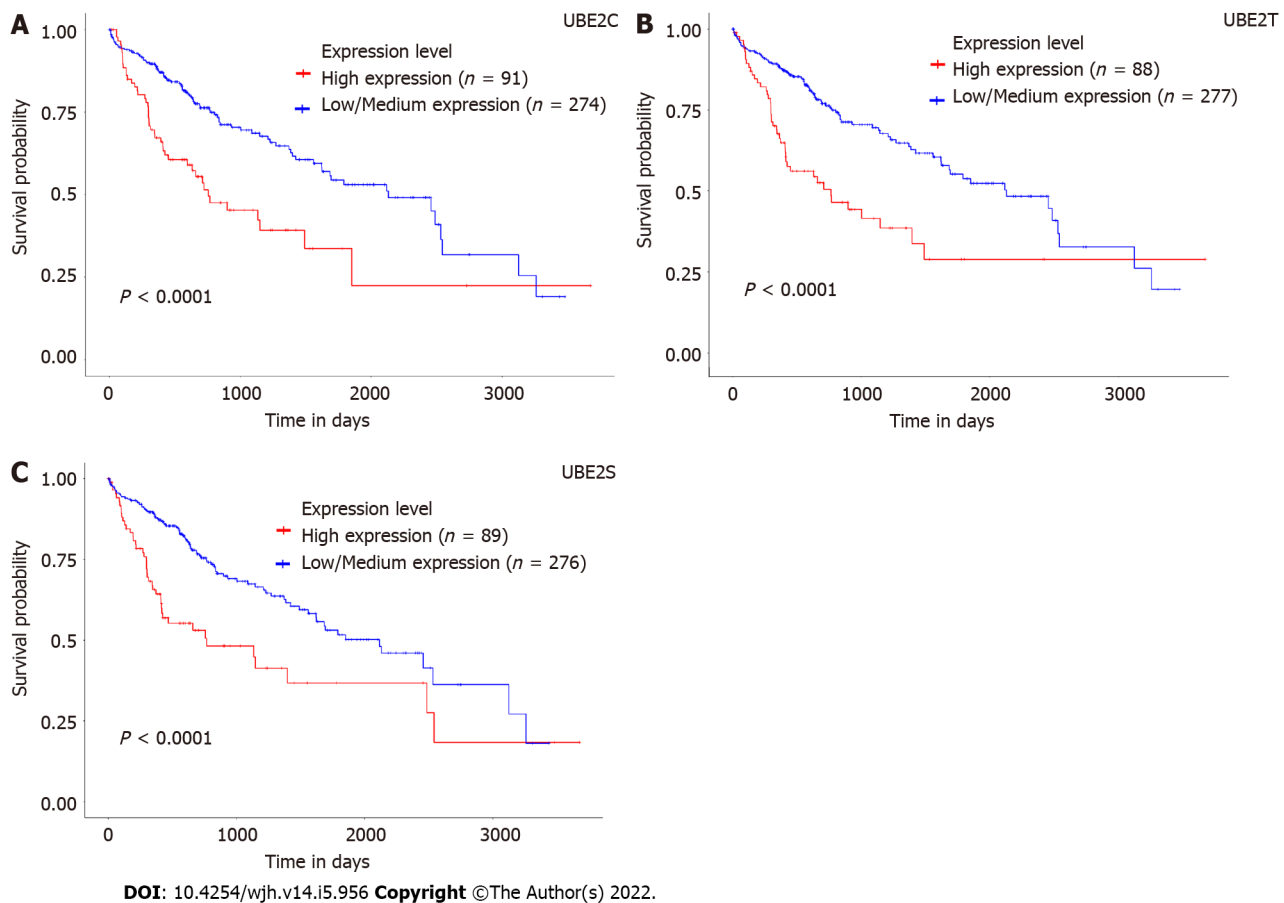 A
UBE2C
Expression level
High expression (n = 91)
Low/Medium expression (n = 274)
1.00
0.75
0.5
0.25
0.00
Survival probability
P < 0.0001
0 1000 2000 3000
Time in days
B
UBE2T
Expression level
High expression (n = 88)
Low/Medium expression (n = 277)
1.00
0.75
0.5
0.25
0.00
Survival probability
P < 0.0001
0 1000 2000 3000
Time in days
C
UBE2S
Expression level
High expression (n = 89)
Low/Medium expression (n = 276)
1.00
0.75
0.5
0.25
0.00
Survival probability
P < 0.0001
0 1000 2000 3000
Time in days
DOI: 10.4254/wjh.v14.i5.956 Copyright ©The Author(s) 2022.